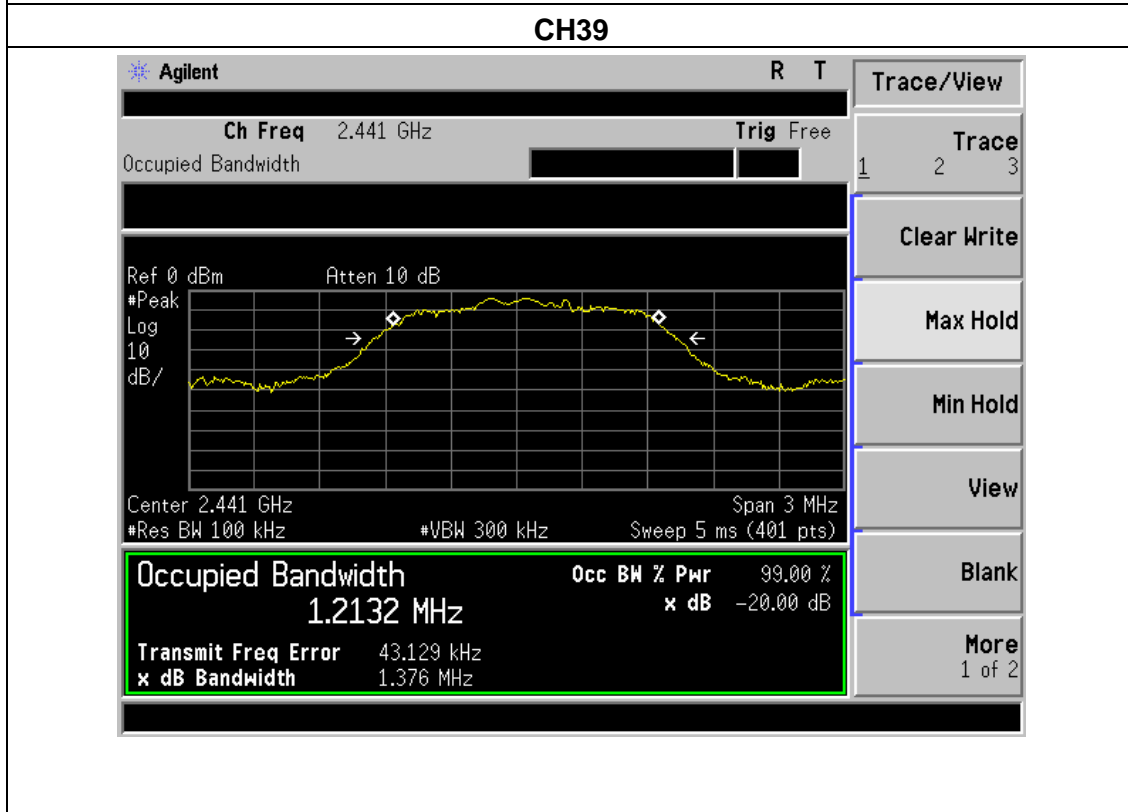 CH39
Agilent R T
Trace/View
Ch Freq 2.441 GHz Trig Free
Occupied Bandwidth
Trace
1 2 3
Clear Write
Ref 0 dBm Atten 10 dB
#Peak
Log
10
dB/
Max Hold
Min Hold
View
Center 2.441 GHz Span 3 MHz
#Res BW 100 kHz #VBW 300 kHz Sweep 5 ms (401 pts)
Occupied Bandwidth Occ BW % Pwr 99.00 %
1.2132 MHz x dB -20.00 dB
Blank
Transmit Freq Error 43.129 kHz
x dB Bandwidth 1.376 MHz
More
1 of 2